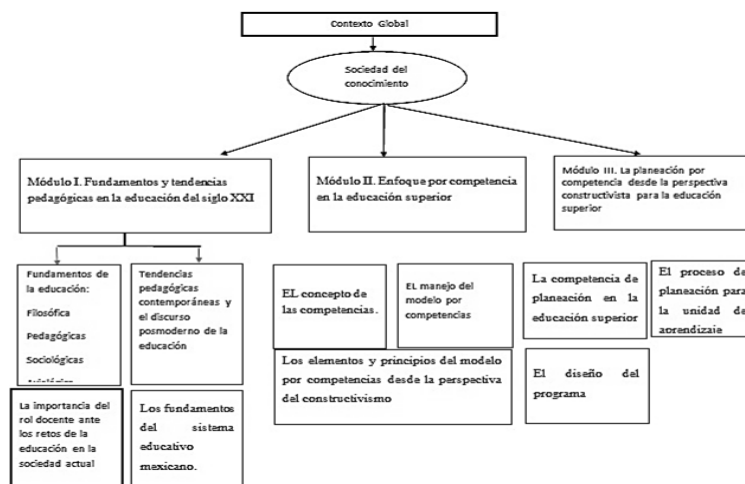 Contexto Global
Sociedad del
conocimiento
Módulo I. Fundamentos y tendencias
pedagógicas en la educación del siglo XXI
Módulo II. Enfoque por competencia
en la educación superior
Módulo III. La planeación por
competencia desde la perspectiva
constructivista para la educación
superior
Fundamentos de
la educación:
Filosófica
Pedagógicas
Sociológicas
Tendencias
pedagógicas
contemporáneas y
el discurso
posmoderno de la
educación
EL concepto de
las competencias.
EL manejo del
modelo por
competencias
La competencia de
planeación en la
educación superior
El proceso de
planeación para
la unidad de
aprendizaje
La importancia del
rol docente ante
los retos de la
educación en la
sociedad actual
Los fundamentos
del sistema
educativo
mexicano.
Los elementos y principios del modelo
por competencias desde la perspectiva
del constructivismo
El diseño del
programa